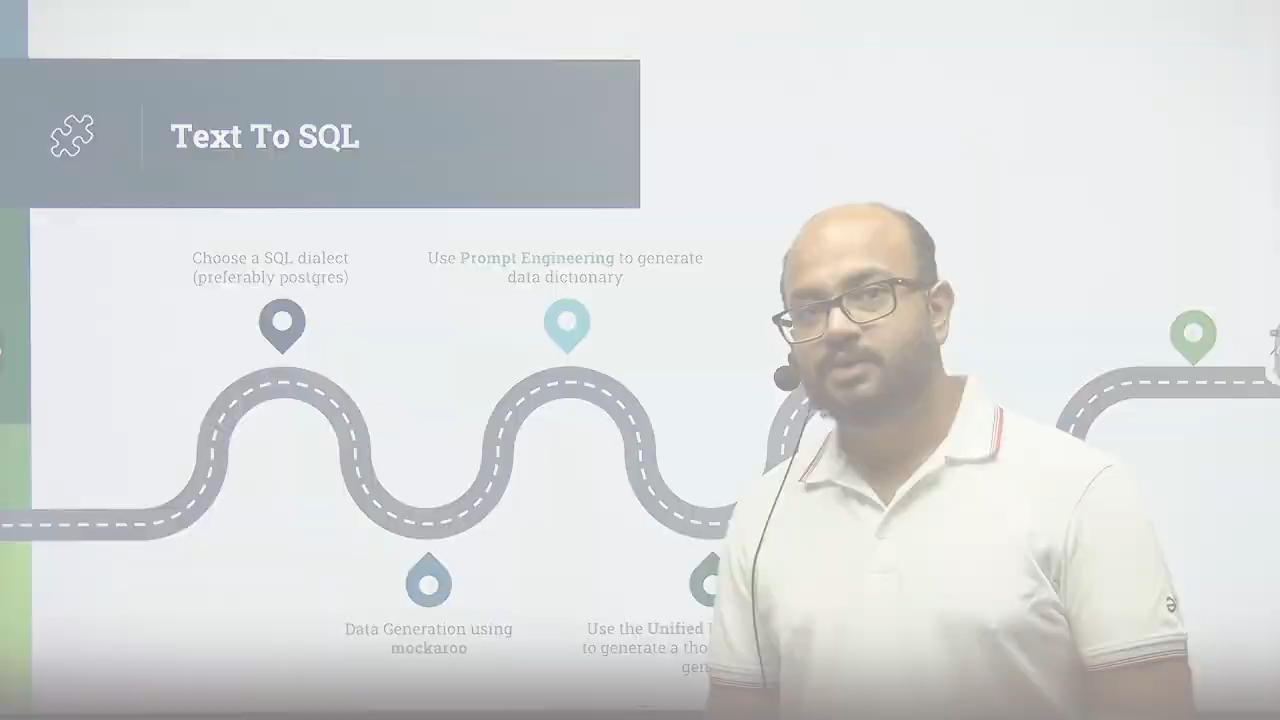 Text To SQL
Choose a SQL dialect
(preferably postgres)
Use Prompt Engineering to generate
data dictionary
Data Generation using
mockaroo
Use the Unified
to generate a tho
gen